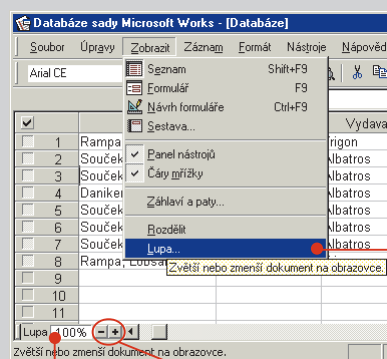 Databáze sady Microsoft Works - [Databáze]
Soubor Úpravy Zobrazit Záznam Formát Nástroje Nápověd
Arial CE
Seznam Shift+F9
Formulář F9
Návrh formuláře Ctrl+F9
Sestava...
Panel nástrojů
Čáry mřížky
Záhlaví a paty...
Rozdělit
Lupa...
Zvětší nebo zmenší dokument na obrazovce.
Vydava
1 Rampa rigon
2 Souček Albatros
3 Souček Albatros
4 Daniken Albatros
5 Souček Albatros
6 Souček Albatros
7 Souček Albatros
8 Rampa, Lobsa
9
10
11
Lupa 100%
Zvětší nebo zmenší dokument na obrazovce.